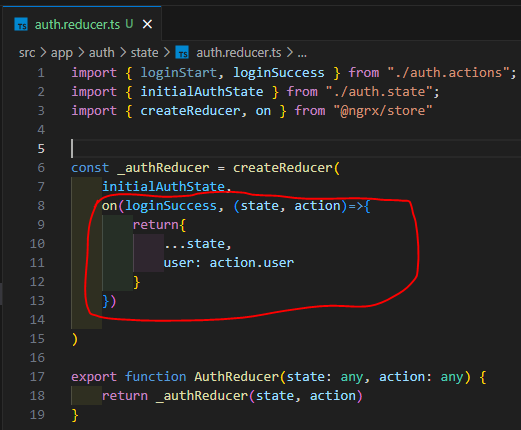 TS auth.reducer.ts U ×
src > app > auth > state > TS auth.reducer.ts > ...
1 import { loginStart, loginSuccess } from "./auth.actions";
2 import { initialAuthState } from "./auth.state";
3 import { createReducer, on } from "@ngrx/store"
4
5
6 const _authReducer = createReducer(
7 initialAuthState,
8 on(loginSuccess, (state, action)=>{
9 return{
10 ...state,
11 user: action.user
12 }
13 })
14
15 )
16
17 export function AuthReducer(state: any, action: any) {
18 return _authReducer(state, action)
19 }